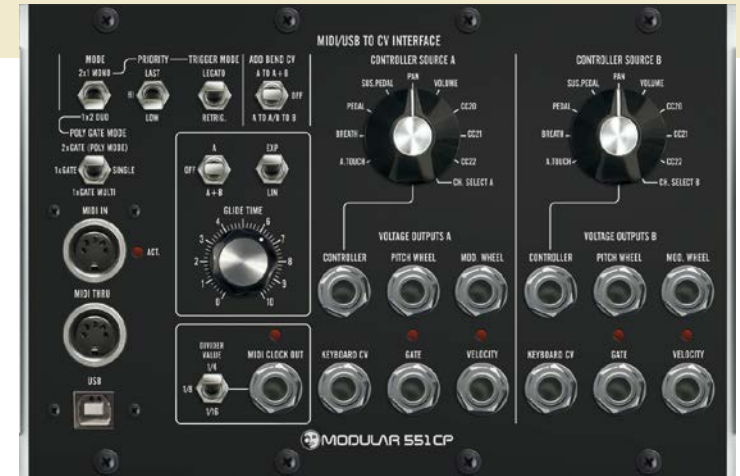 MIDI/USB TO CV INTERFACE
MODE
2x1 MONO
1x2 DUO
PRIORITY
LAST
HI
LOW
TRIGGER MODE
LEGATO
RETRIG.
ADD BEND CV
A TO A+B
OFF
A TO A/B TO B
POLY GATE MODE
2xGATE (POLY MODE)
1xGATE
SINGLE
1xGATE MULTI
MIDI IN
ACT.
MIDI THRU
USB
A
OFF
A+B
EXP
LIN
GLIDE TIME
0
1
2
3
4
6
7
8
9
10
DIVIDER
VALUE
1/4
1/8
1/16
MIDI CLOCK OUT
CONTROLLER SOURCE A
A.TOUCH
BREATH
PEDAL
SUS.PEDAL
PAN
VOLUME
CC20
CC21
CC22
CH. SELECT A
VOLTAGE OUTPUTS A
CONTROLLER
PITCH WHEEL
MOD. WHEEL
KEYBOARD CV
GATE
VELOCITY
CONTROLLER SOURCE B
A.TOUCH
BREATH
PEDAL
SUS.PEDAL
PAN
VOLUME
CC20
CC21
CC22
CH. SELECT B
VOLTAGE OUTPUTS B
CONTROLLER
PITCH WHEEL
MOD. WHEEL
KEYBOARD CV
GATE
VELOCITY
MODULAR 551CP